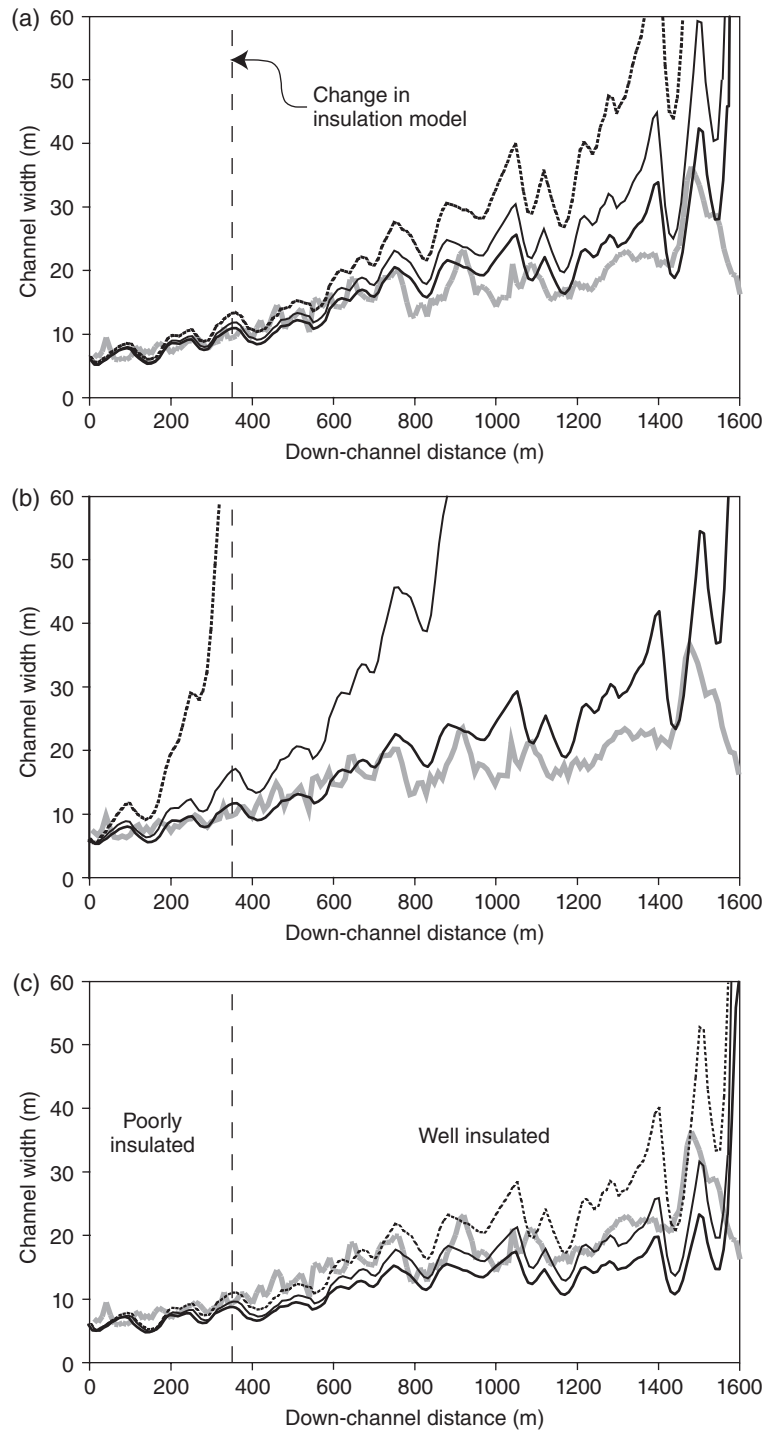 (a)
60
50
40
30
20
10
0
Channel width (m)
Change in
insulation model
0 200 400 600 800 1000 1200 1400 1600
Down-channel distance (m)
(b)
60
50
40
30
20
10
0
Channel width (m)
0 200 400 600 800 1000 1200 1400 1600
Down-channel distance (m)
(c)
60
50
40
30
20
10
0
Channel width (m)
Poorly
insulated
Well insulated
0 200 400 600 800 1000 1200 1400 1600
Down-channel distance (m)